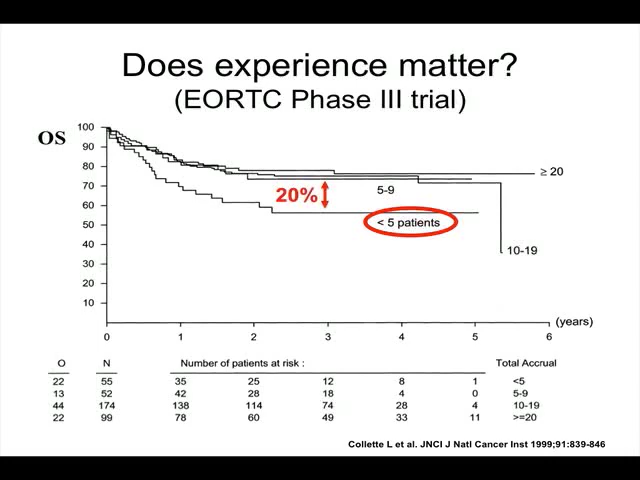 Does experience matter?
(EORTC Phase III trial)
OS
100
90
80
70
60
50
40
30
20
10
≥ 20
5-9
20%
< 5 patients
10-19
(years)
0 1 2 3 4 5 6
O N Number of patients at risk : Total Accrual
22 55 35 25 12 8 1 <5
13 52 42 28 18 4 0 5-9
44 174 138 114 74 28 4 10-19
22 99 78 60 49 33 11 >=20
Collette L et al. JNCI J Natl Cancer Inst 1999;91:839-846